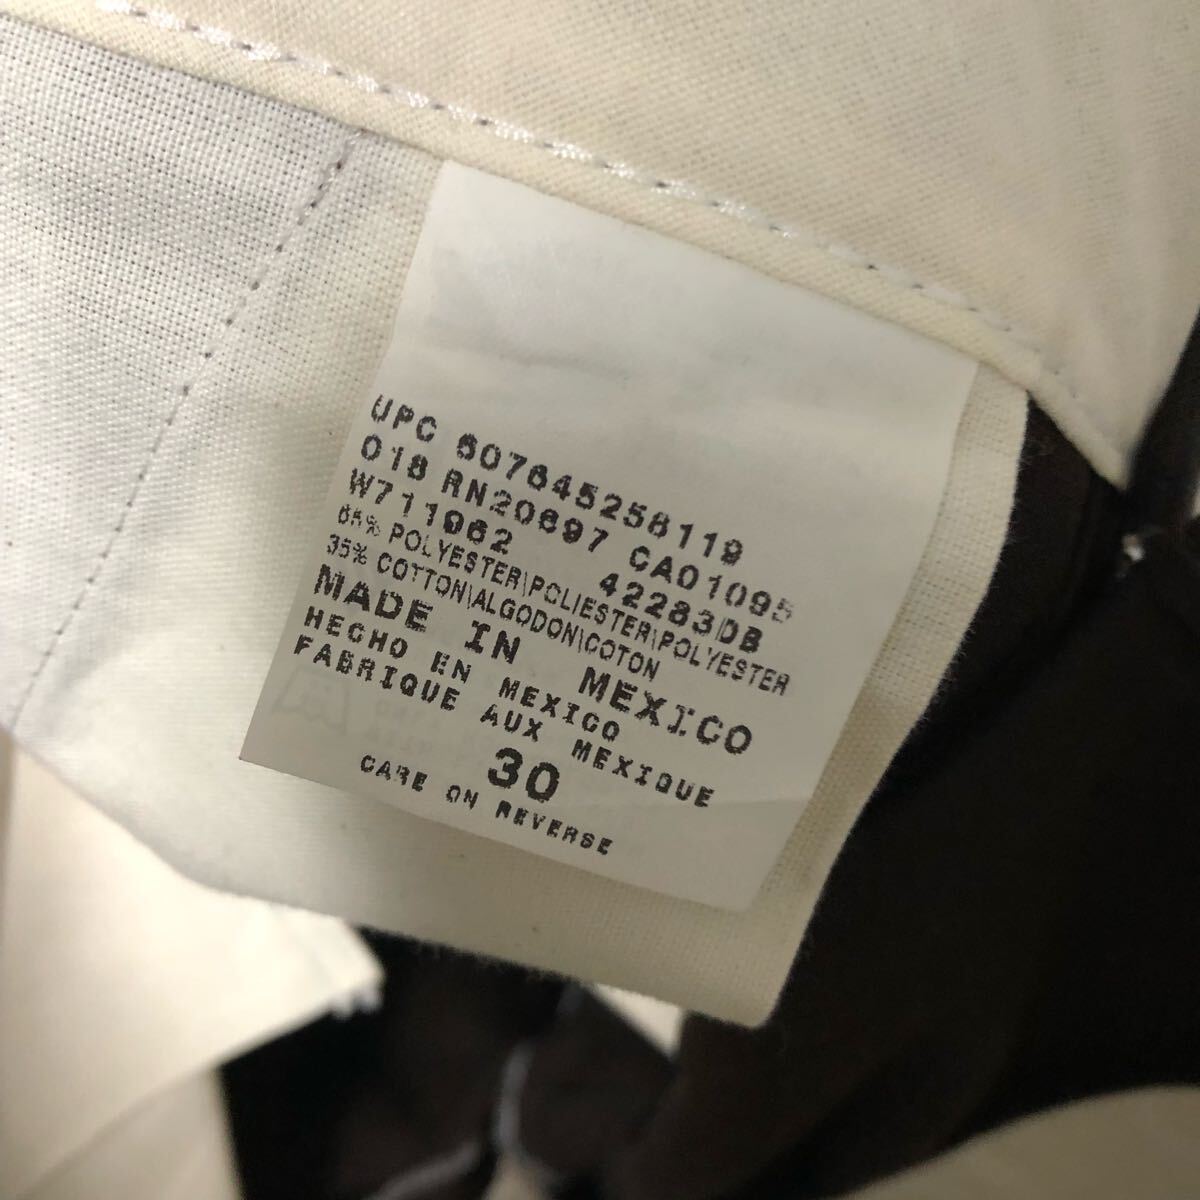 UPC 607645258119
018 RN20697 CA01095
W711962 42283DB
65% POLYESTER\POLIESTER\POLYESTER
35% COTTON\ALGODON\COTON
MADE IN MEXICO
HECHO EN MEXICO
FABRIQUE AUX MEXIQUE
30
CARE ON REVERSE